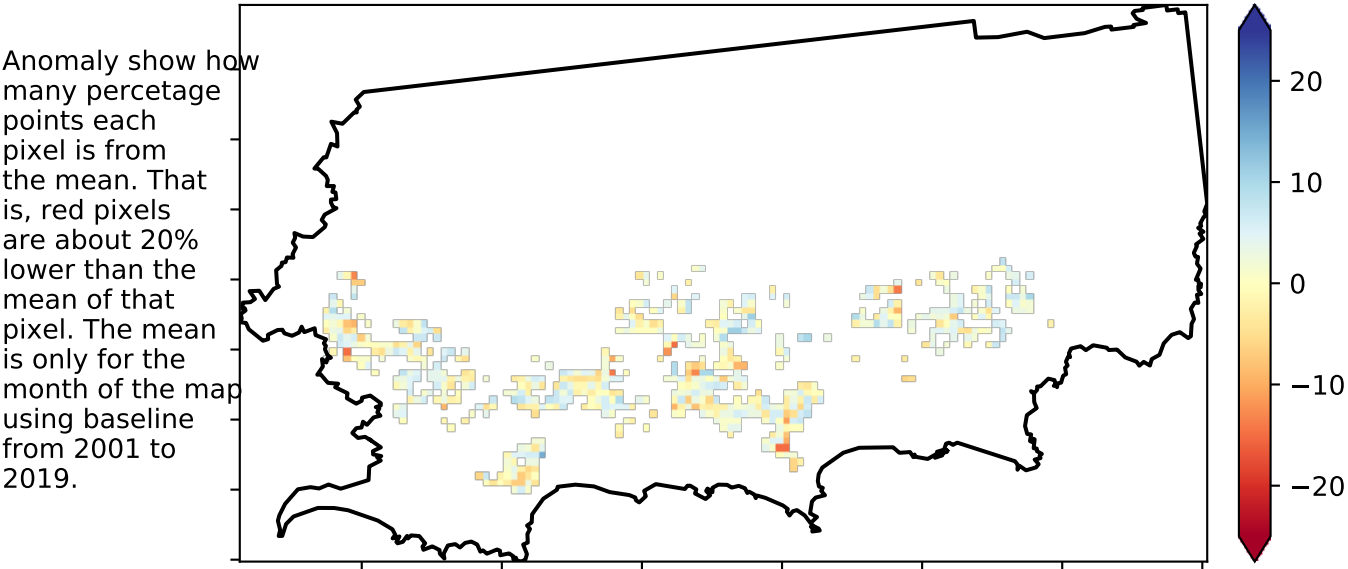 Anomaly show how
many percetage
points each
pixel is from
the mean. That
is, red pixels
are about 20%
lower than the
mean of that
pixel. The mean
is only for the
month of the map
using baseline
from 2001 to
2019.
20
10
0
−10
−20